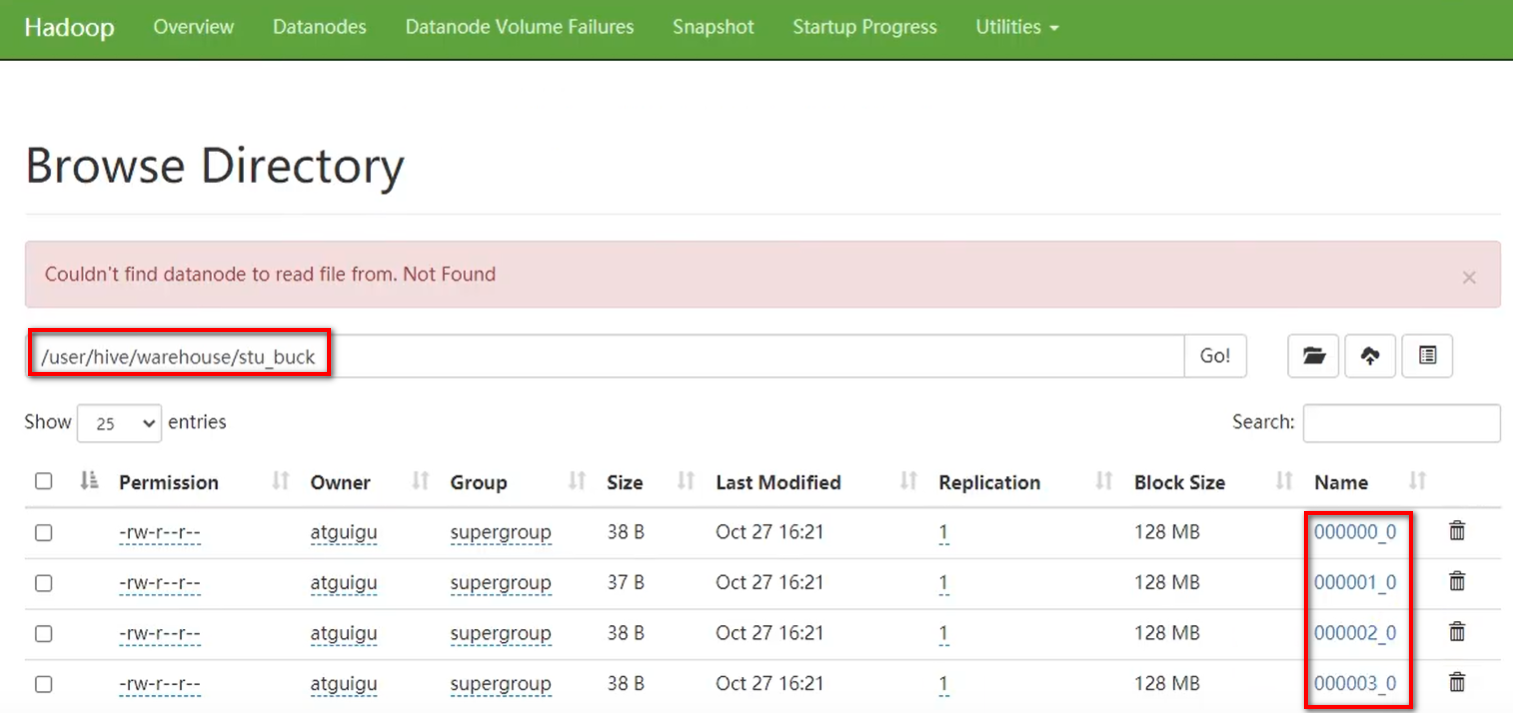 Hadoop Overview Datanodes Datanode Volume Failures Snapshot Startup Progress Utilities
Browse Directory
Couldn't find datanode to read file from. Not Found ×
/user/hive/warehouse/stu_buck Go!
Show 25 entries Search:
Permission Owner Group Size Last Modified Replication Block Size Name
-rw-r--r-- atguigu supergroup 38 B Oct 27 16:21 1 128 MB 000000_0
-rw-r--r-- atguigu supergroup 37 B Oct 27 16:21 1 128 MB 000001_0
-rw-r--r-- atguigu supergroup 38 B Oct 27 16:21 1 128 MB 000002_0
-rw-r--r-- atguigu supergroup 38 B Oct 27 16:21 1 128 MB 000003_0